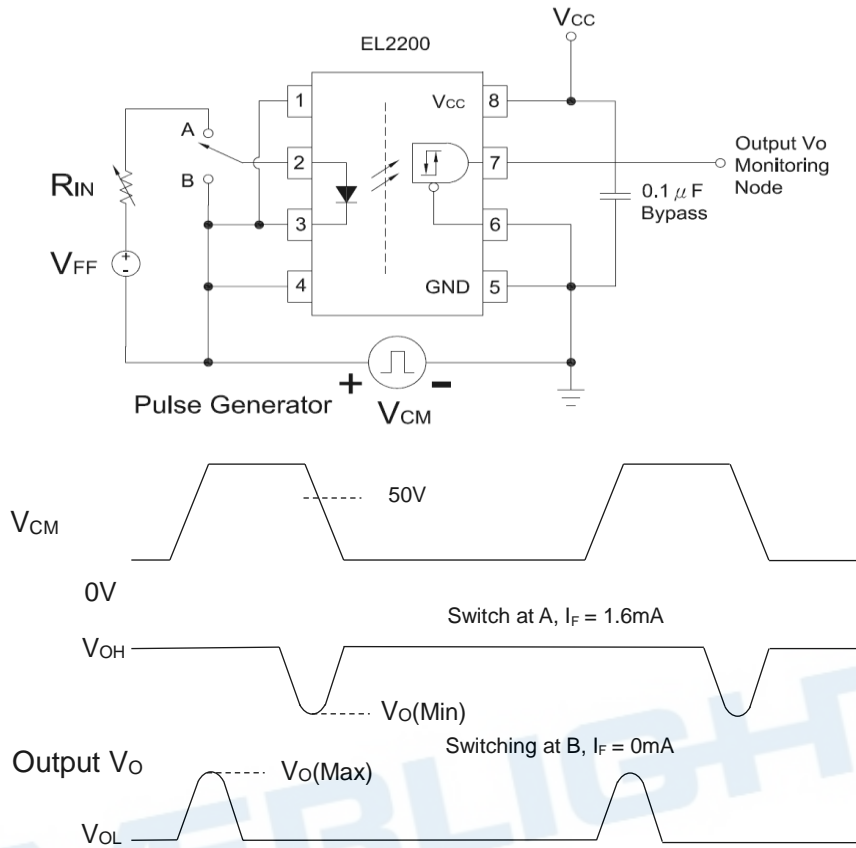 VCC
EL2200
1
VCC 8
A
2
7
Output Vo
Monitoring
Node
RIN
B
0.1 μF
Bypass
3
6
VFF
+
-
4
GND 5
+ -
Pulse Generator
VCM
50V
VCM
0V
Switch at A, IF = 1.6mA
VOH
VO(Min)
Switching at B, IF = 0mA
Output VO
VO(Max)
VOL
EVERLIGHT